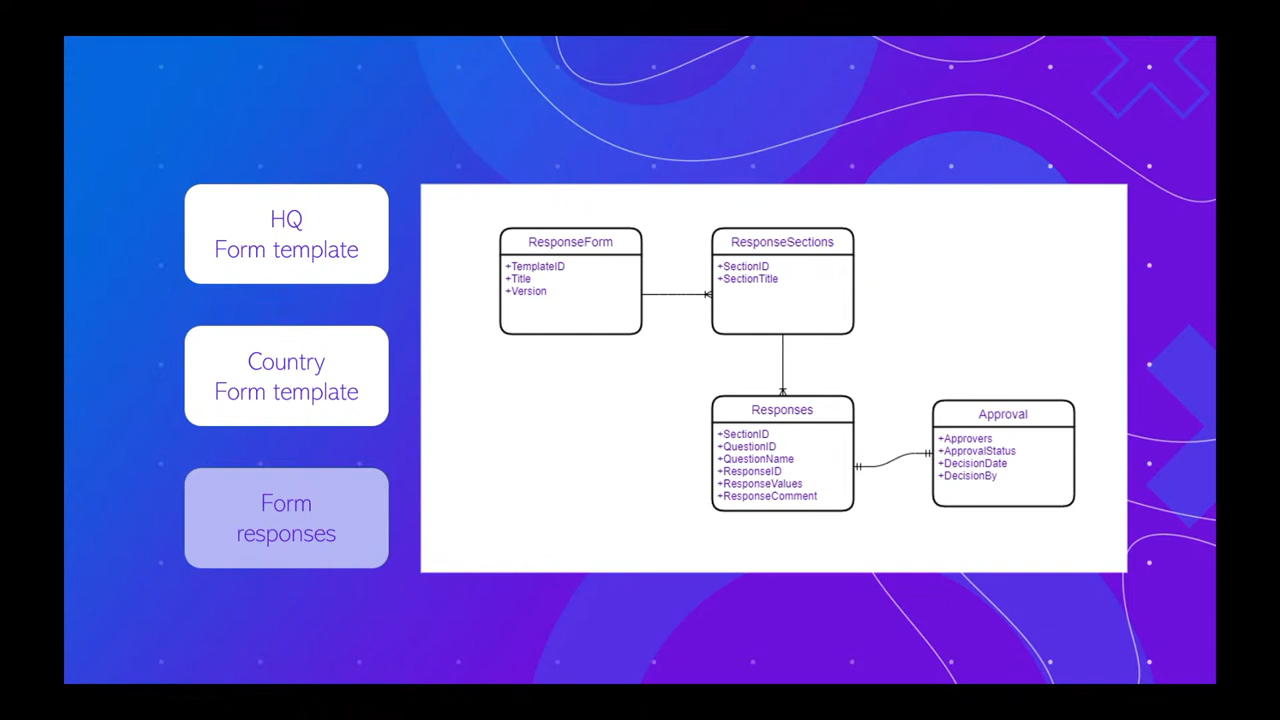 HQ
Form template
Country
Form template
Form
responses
ResponseForm
+TemplateID
+Title
+Version
ResponseSections
+SectionID
+SectionTitle
Responses
+SectionID
+QuestionID
+QuestionName
+ResponseID
+ResponseValues
+ResponseComment
Approval
+Approvers
+ApprovalStatus
+DecisionDate
+DecisionBy